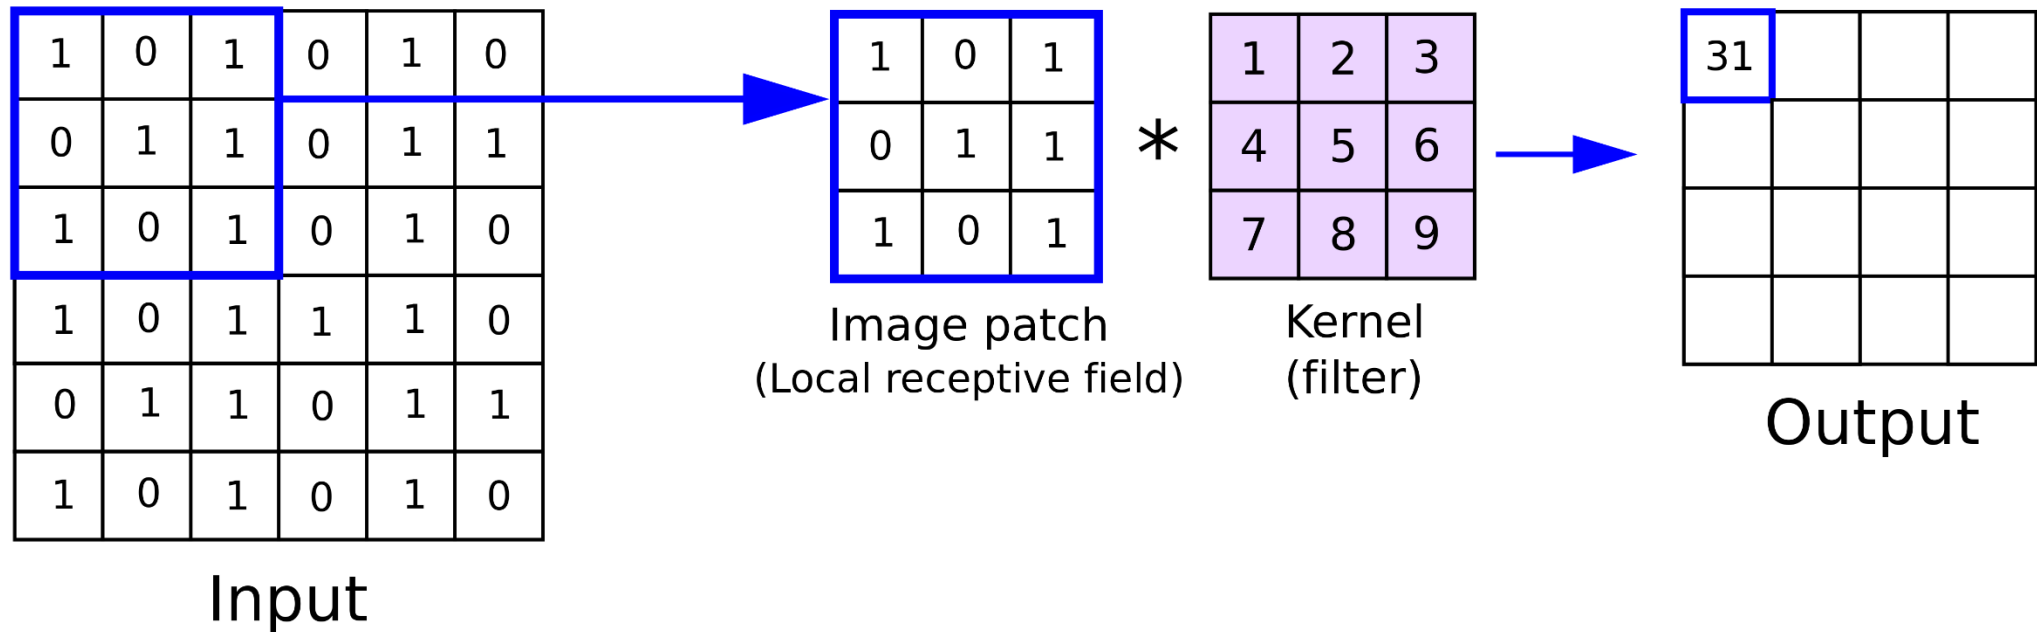 1 0 1 0 1 0
0 1 1 0 1 1
1 0 1 0 1 0
1 0 1 1 1 0
0 1 1 0 1 1
1 0 1 0 1 0
Input
1 0 1
0 1 1
1 0 1
Image patch
(Local receptive field)
*
1 2 3
4 5 6
7 8 9
Kernel
(filter)
31
Output